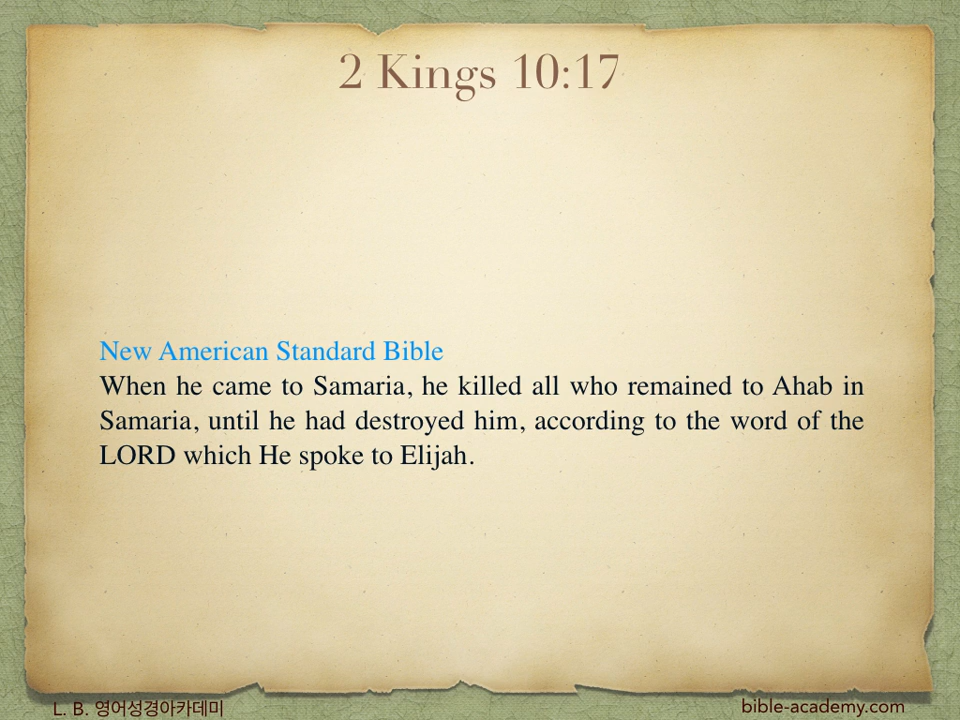 2 Kings 10:17
New American Standard Bible
When he came to Samaria, he killed all who remained to Ahab in
Samaria, until he had destroyed him, according to the word of the
LORD which He spoke to Elijah.
L. B. 영어성경아카데미
bible-academy.com